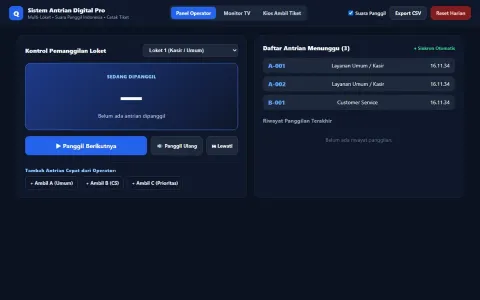 Q
Sistem Antrian Digital Pro
Multi Loket • Suara Panggil Indonesia • Cetak Tiket
Panel Operator
Monitor TV
Kios Ambil Tiket
Suara Panggil
Export CSV
Reset Harian
Kontrol Pemanggilan Loket
Loket 1 (Kasir / Umum)
SEDANG DIPANGGIL
Belum ada antrian dipanggil
Panggil Berikutnya
Panggil Ulang
Lewati
Tambah Antrian Cepat dari Operator:
+ Ambil A (Umum)
+ Ambil B (CS)
+ Ambil C (Prioritas)
Daftar Antrian Menunggu (3)
• Sinkron Otomatis
A-001 Layanan Umum / Kasir 16.11.34
A-002 Layanan Umum / Kasir 16.11.34
B-001 Customer Service 16.11.34
Riwayat Panggilan Terakhir
Belum ada riwayat panggilan.